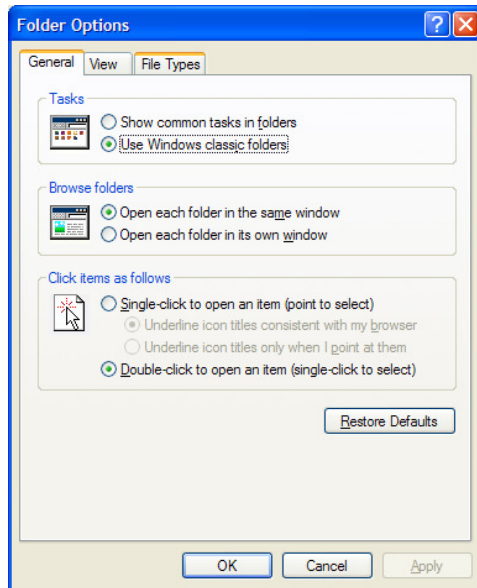 Folder Options
General View File Types
Tasks
Show common tasks in folders
Use Windows classic folders
Browse folders
Open each folder in the same window
Open each folder in its own window
Click items as follows
Single-click to open an item (point to select)
Underline icon titles consistent with my browser
Underline icon titles only when I point at them
Double-click to open an item (single-click to select)
Restore Defaults
OK Cancel Apply